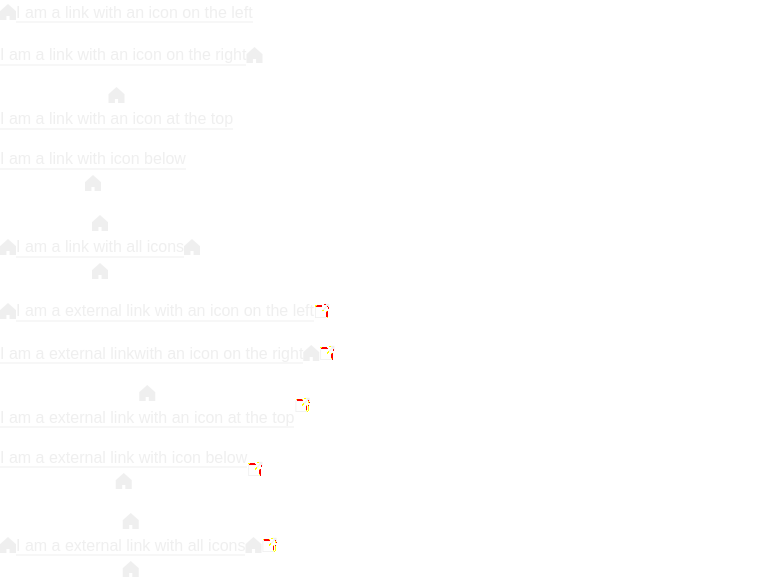 I am a link with an icon on the left
I am a link with an icon on the right
I am a link with an icon at the top
I am a link with icon below
I am a link with all icons
I am a external link with an icon on the left
I am a external linkwith an icon on the right
I am a external link with an icon at the top
I am a external link with icon below
I am a external link with all icons